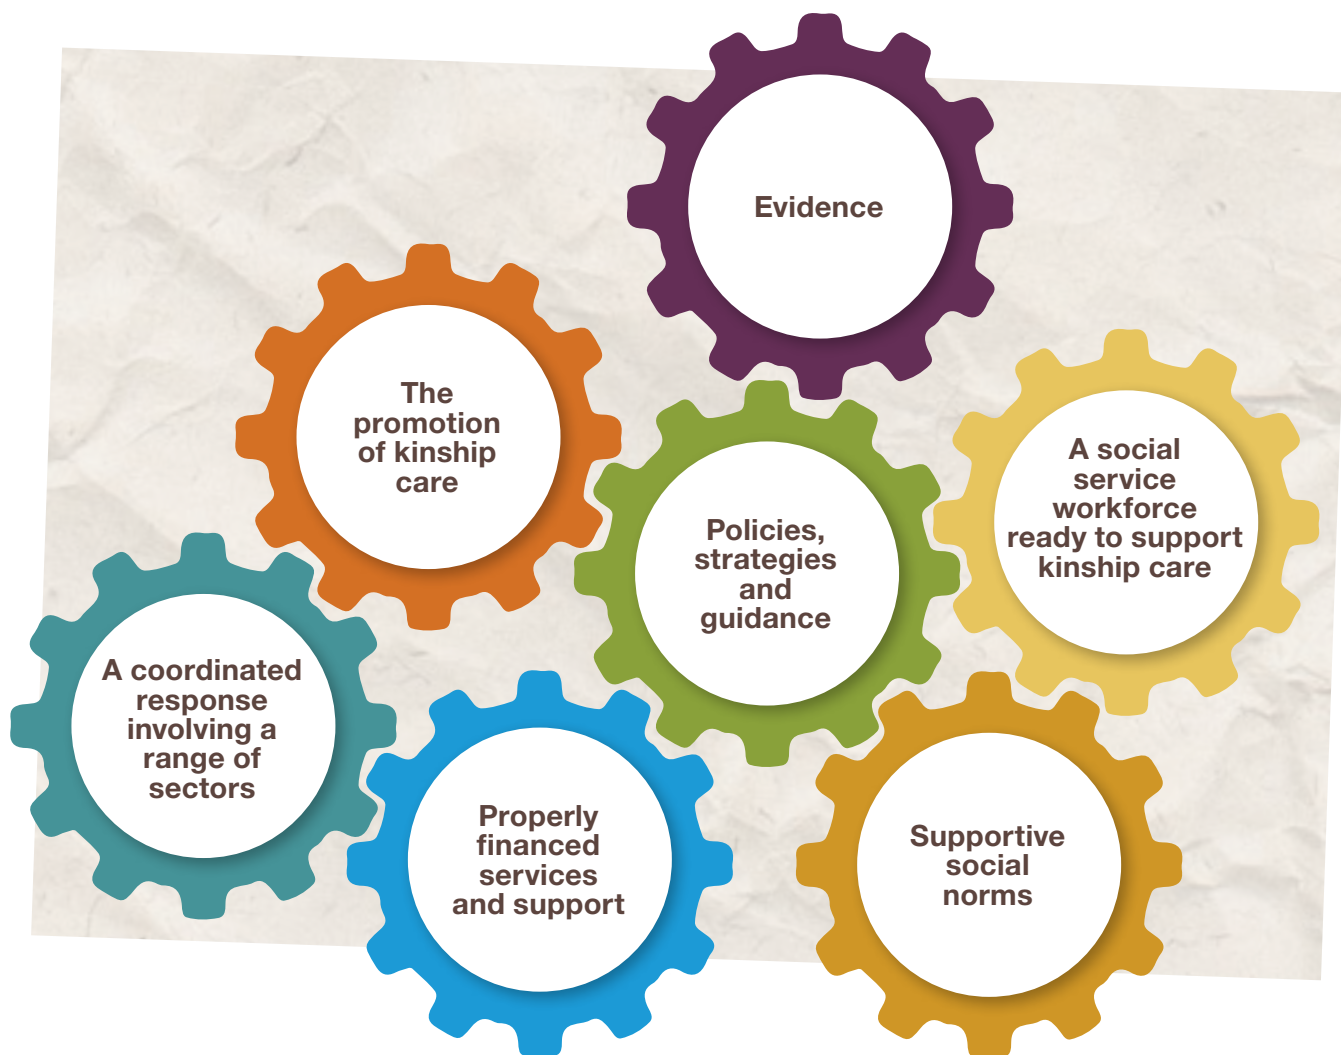 Evidence
The
promotion
of kinship
care
A social
service
workforce
ready to support
kinship care
Policies,
strategies
and
guidance
A coordinated
response
involving a
range of
sectors
Properly
financed
services
and support
Supportive
social
norms